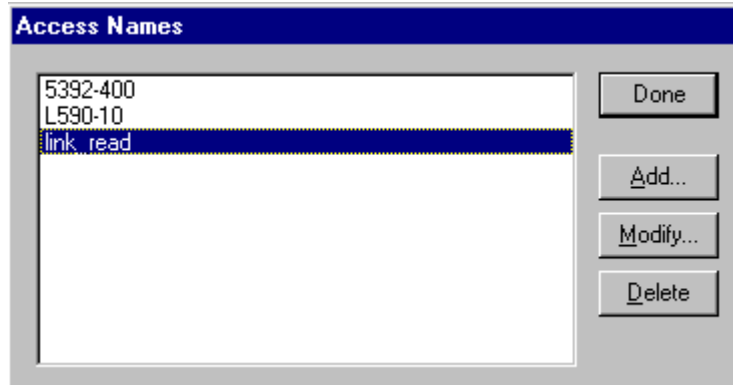 Access Names
5392-400
L590-10
link_read
Done
Add...
Modify...
Delete